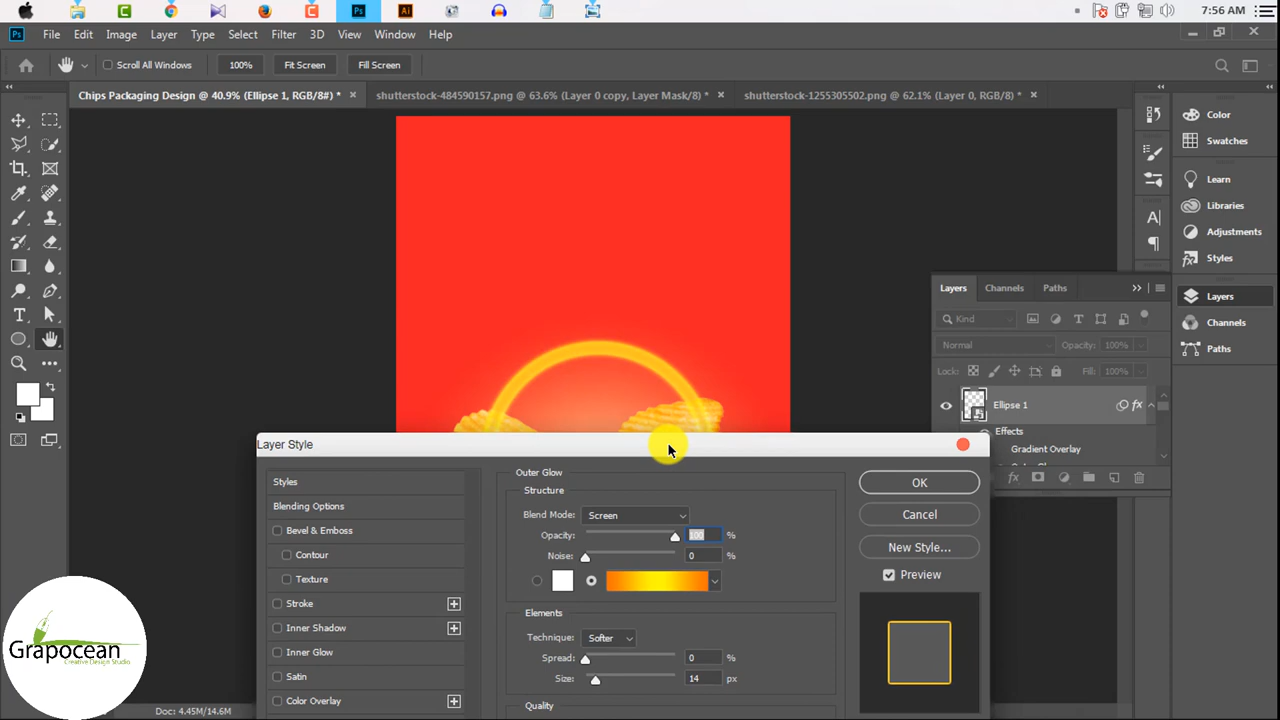 7:56 AM
Ps File Edit Image Layer Type Select Filter 3D View Window Help
Scroll All Windows 100% Fit Screen Fill Screen
Chips Packaging Design @ 40.9% (Ellipse 1, RGB/8#) * × shutterstock-484590157.png @ 63.6% (Layer 0 copy, Layer Mask/8) * × shutterstock-1255305502.png @ 62.1% (Layer 0, RGB/8) * ×
Color
Swatches
Learn
Libraries
Adjustments
Styles
Layers
Channels
Paths
Layers Channels Paths
Kind
Normal Opacity: 100%
Lock: Fill: 100%
Ellipse 1 fx
Effects
Gradient Overlay
Layer Style
Styles
Blending Options
Bevel & Emboss
Contour
Texture
Stroke
Inner Shadow
Inner Glow
Satin
Color Overlay
Outer Glow
Structure
Blend Mode: Screen
Opacity: 100 %
Noise: 0 %
Elements
Technique: Softer
Spread: 0 %
Size: 14 px
Quality
OK
Cancel
New Style...
Preview
Grapocean
Creative Design Studio
Doc: 4.45M/14.6M